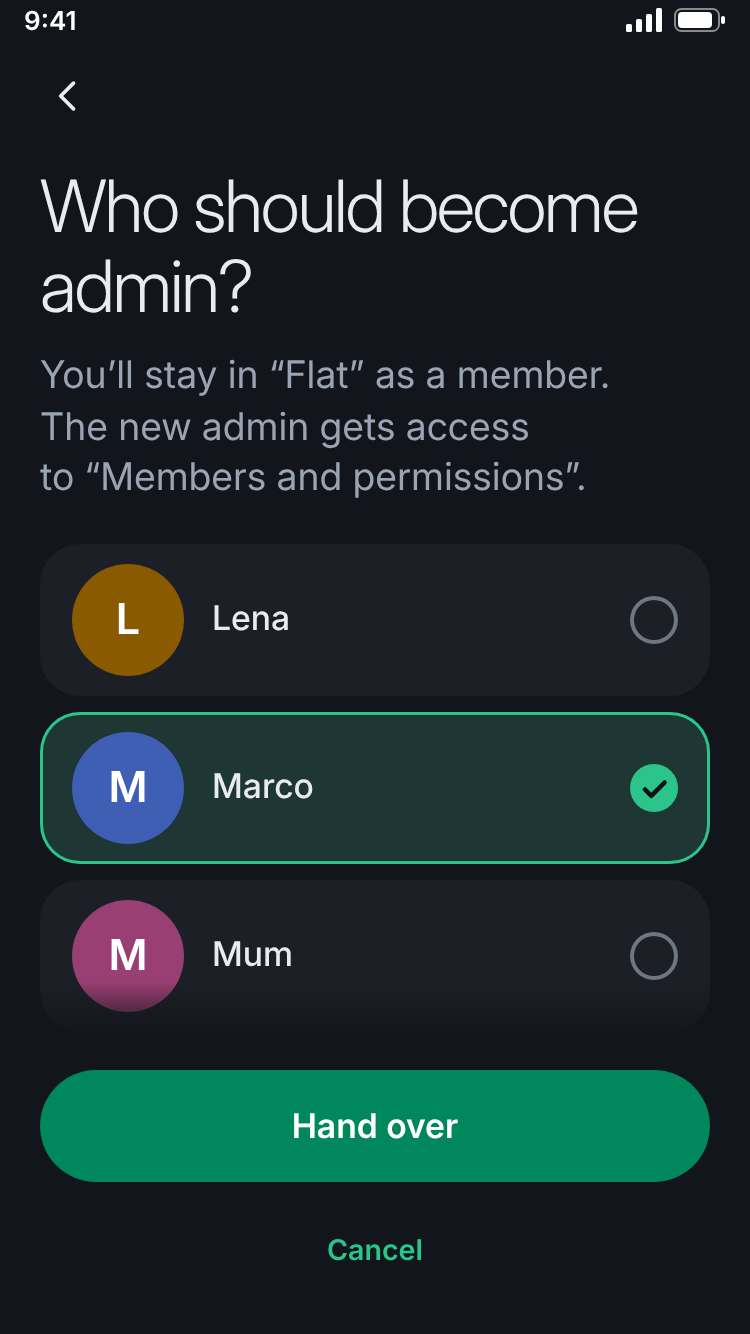 9:41
Who should become
admin?
You’ll stay in “Flat” as a member.
The new admin gets access
to “Members and permissions”.
L
Lena
M
Marco
M
Mum
Hand over
Cancel